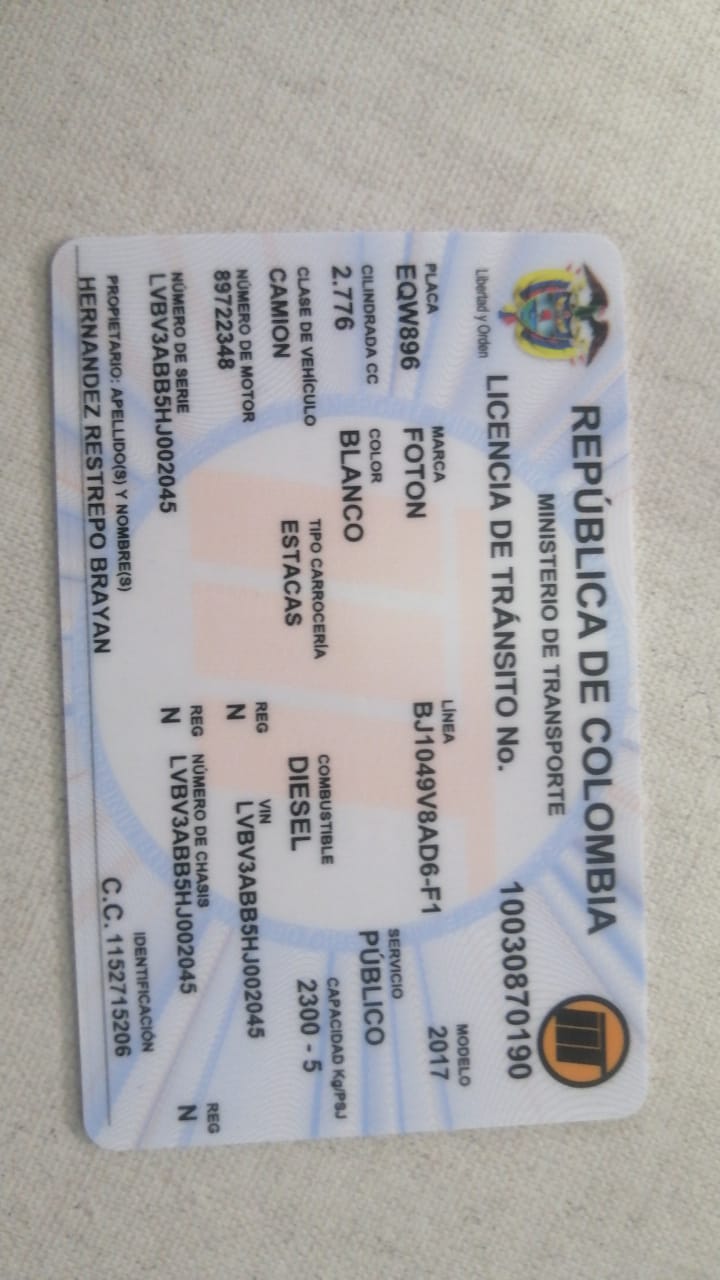 REPÚBLICA DE COLOMBIA
MINISTERIO DE TRANSPORTE
Libertad y Orden
LICENCIA DE TRÁNSITO No. 10030870190
PLACA MARCA LÍNEA MODELO
EQW896 FOTON BJ1049V8AD6-F1 2017
CILINDRADA CC COLOR SERVICIO
2.776 BLANCO PÚBLICO
CLASE DE VEHÍCULO TIPO CARROCERÍA COMBUSTIBLE CAPACIDAD Kg/PSJ
CAMION ESTACAS DIESEL 2300 - 5
NÚMERO DE MOTOR REG VIN
89722348 N LVBV3ABB5HJ002045
NÚMERO DE SERIE REG NÚMERO DE CHASIS REG
LVBV3ABB5HJ002045 N LVBV3ABB5HJ002045 N
PROPIETARIO: APELLIDO(S) Y NOMBRE(S) IDENTIFICACIÓN
HERNANDEZ RESTREPO BRAYAN C.C. 1152715206